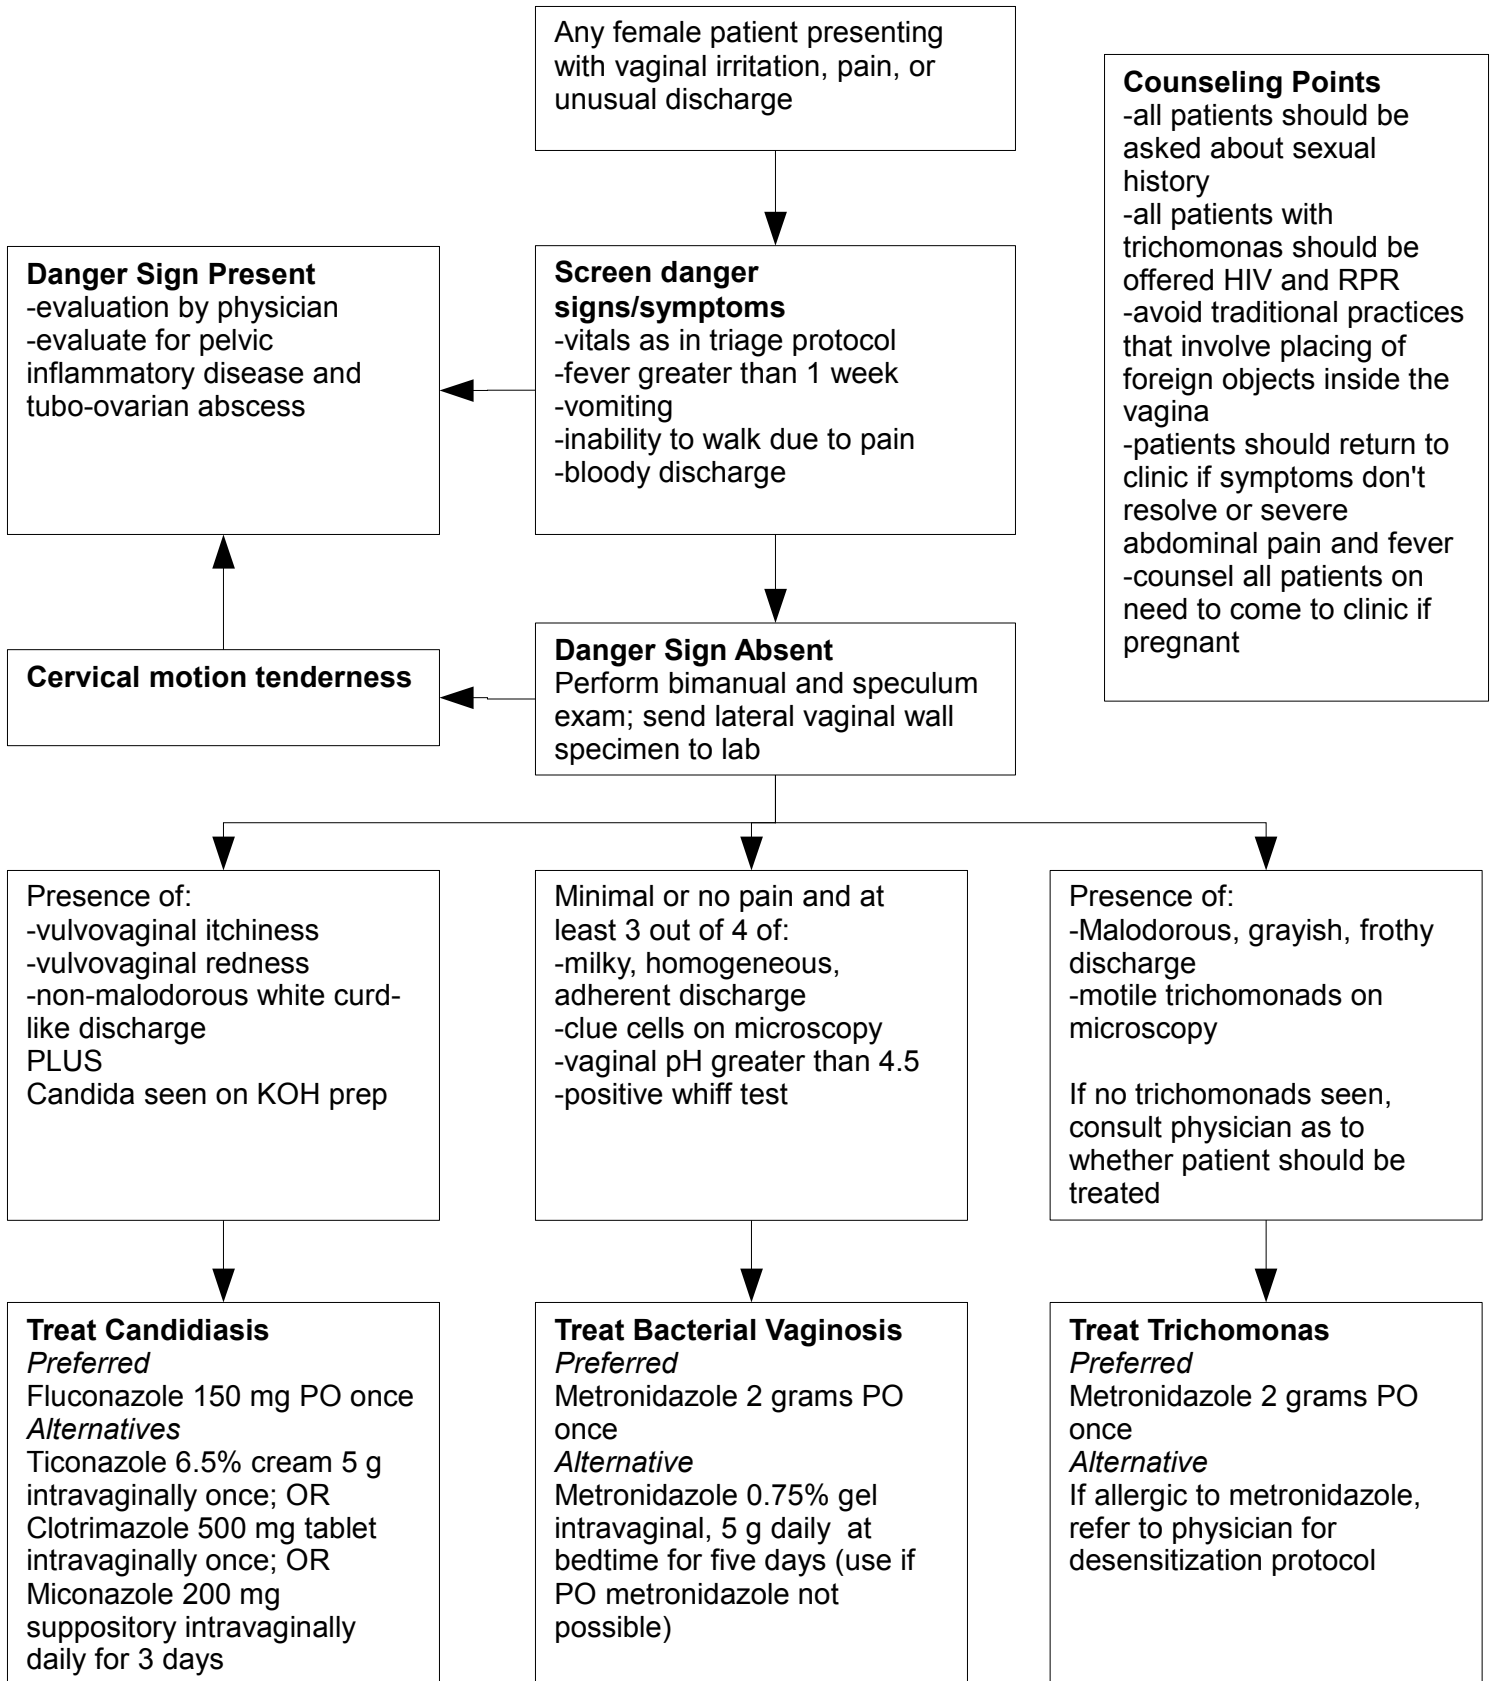 Any female patient presenting
with vaginal irritation, pain, or
unusual discharge
Counseling Points
-all patients should be
asked about sexual
history
-all patients with
trichomonas should be
offered HIV and RPR
-avoid traditional practices
that involve placing of
foreign objects inside the
vagina
-patients should return to
clinic if symptoms don't
resolve or severe
abdominal pain and fever
-counsel all patients on
need to come to clinic if
pregnant
Danger Sign Present
-evaluation by physician
-evaluate for pelvic
inflammatory disease and
tubo-ovarian abscess
Screen danger
signs/symptoms
-vitals as in triage protocol
-fever greater than 1 week
-vomiting
-inability to walk due to pain
-bloody discharge
Cervical motion tenderness
Danger Sign Absent
Perform bimanual and speculum
exam; send lateral vaginal wall
specimen to lab
Presence of:
-vulvovaginal itchiness
-vulvovaginal redness
-non-malodorous white curd-
like discharge
PLUS
Candida seen on KOH prep
Minimal or no pain and at
least 3 out of 4 of:
-milky, homogeneous,
adherent discharge
-clue cells on microscopy
-vaginal pH greater than 4.5
-positive whiff test
Presence of:
-Malodorous, grayish, frothy
discharge
-motile trichomonads on
microscopy
If no trichomonads seen,
consult physician as to
whether patient should be
treated
Treat Candidiasis
Preferred
Fluconazole 150 mg PO once
Alternatives
Ticonazole 6.5% cream 5 g
intravaginally once; OR
Clotrimazole 500 mg tablet
intravaginally once; OR
Miconazole 200 mg
suppository intravaginally
daily for 3 days
Treat Bacterial Vaginosis
Preferred
Metronidazole 2 grams PO
once
Alternative
Metronidazole 0.75% gel
intravaginal, 5 g daily  at
bedtime for five days (use if
PO metronidazole not
possible)
Treat Trichomonas
Preferred
Metronidazole 2 grams PO
once
Alternative
If allergic to metronidazole,
refer to physician for
desensitization protocol